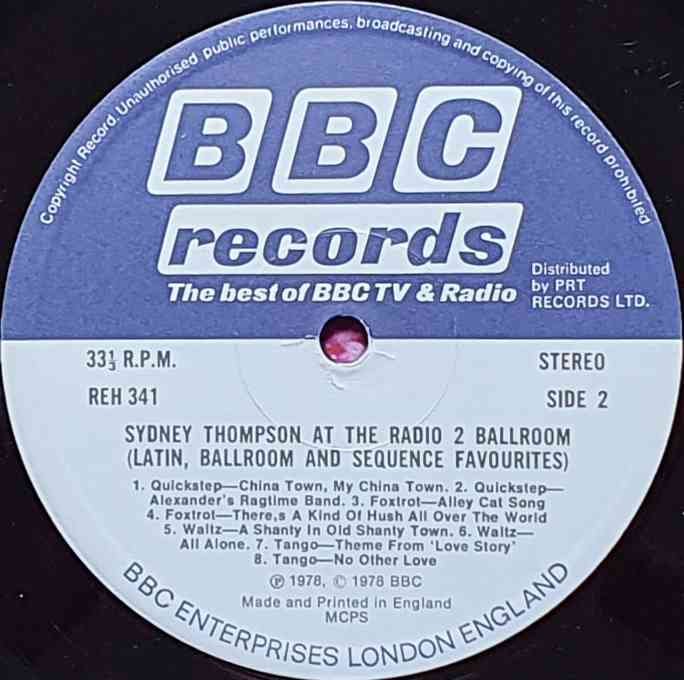 Copyright Record. Unauthorised public performances, broadcasting and copying of this record prohibited
BBC
records
The best of BBC TV & Radio
Distributed
by PRT
RECORDS LTD.
33⅓ R.P.M.
STEREO
REH 341
SIDE 2
SYDNEY THOMPSON AT THE RADIO 2 BALLROOM
(LATIN, BALLROOM AND SEQUENCE FAVOURITES)
1. Quickstep—China Town, My China Town. 2. Quickstep—
Alexander's Ragtime Band. 3. Foxtrot—Alley Cat Song
4. Foxtrot—There,s A Kind Of Hush All Over The World
5. Waltz—A Shanty In Old Shanty Town. 6. Waltz—
All Alone. 7. Tango—Theme From 'Love Story'
8. Tango—No Other Love
℗ 1978, © 1978 BBC
Made and Printed in England
MCPS
BBC ENTERPRISES LONDON ENGLAND